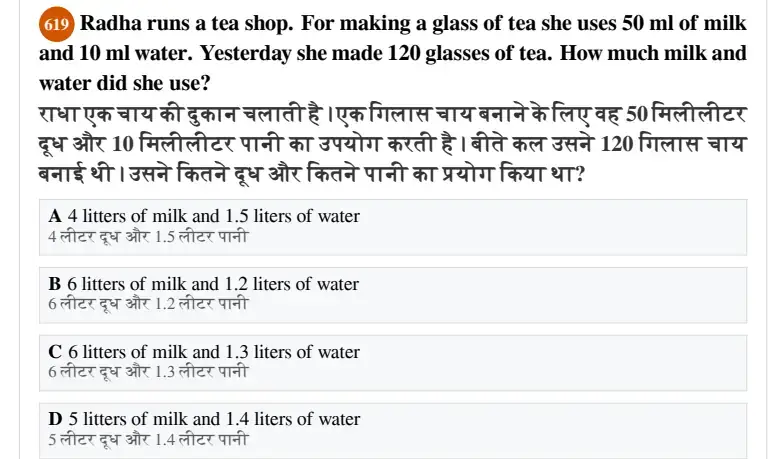 619 Radha runs a tea shop. For making a glass of tea she uses 50 ml of milk
and 10 ml water. Yesterday she made 120 glasses of tea. How much milk and
water did she use?
राधा एक चाय की दुकान चलाती है। एक गिलास चाय बनाने के लिए वह 50 मिलीलीटर
दूध और 10 मिलीलीटर पानी का उपयोग करती है। बीते कल उसने 120 गिलास चाय
बनाई थी। उसने कितने दूध और कितने पानी का प्रयोग किया था?
A 4 litters of milk and 1.5 liters of water
4 लीटर दूध और 1.5 लीटर पानी
B 6 litters of milk and 1.2 liters of water
6 लीटर दूध और 1.2 लीटर पानी
C 6 litters of milk and 1.3 liters of water
6 लीटर दूध और 1.3 लीटर पानी
D 5 litters of milk and 1.4 liters of water
5 लीटर दूध और 1.4 लीटर पानी